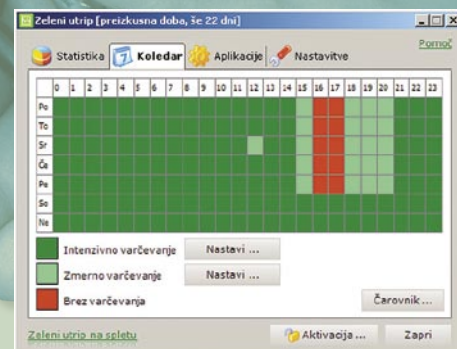 Zeleni utrip [preizkusna doba, še 22 dni]
Pomoč
Statistika Koledar Aplikacije Nastavitve
0 1 2 3 4 5 6 7 8 9 10 11 12 13 14 15 16 17 18 19 20 21 22 23
Po
To
Sr
Če
Pe
So
Ne
Intenzivno varčevanje Nastavi ...
Zmerno varčevanje Nastavi ...
Brez varčevanja Čarovnik ...
Zeleni utrip na spletu Aktivacija ... Zapri